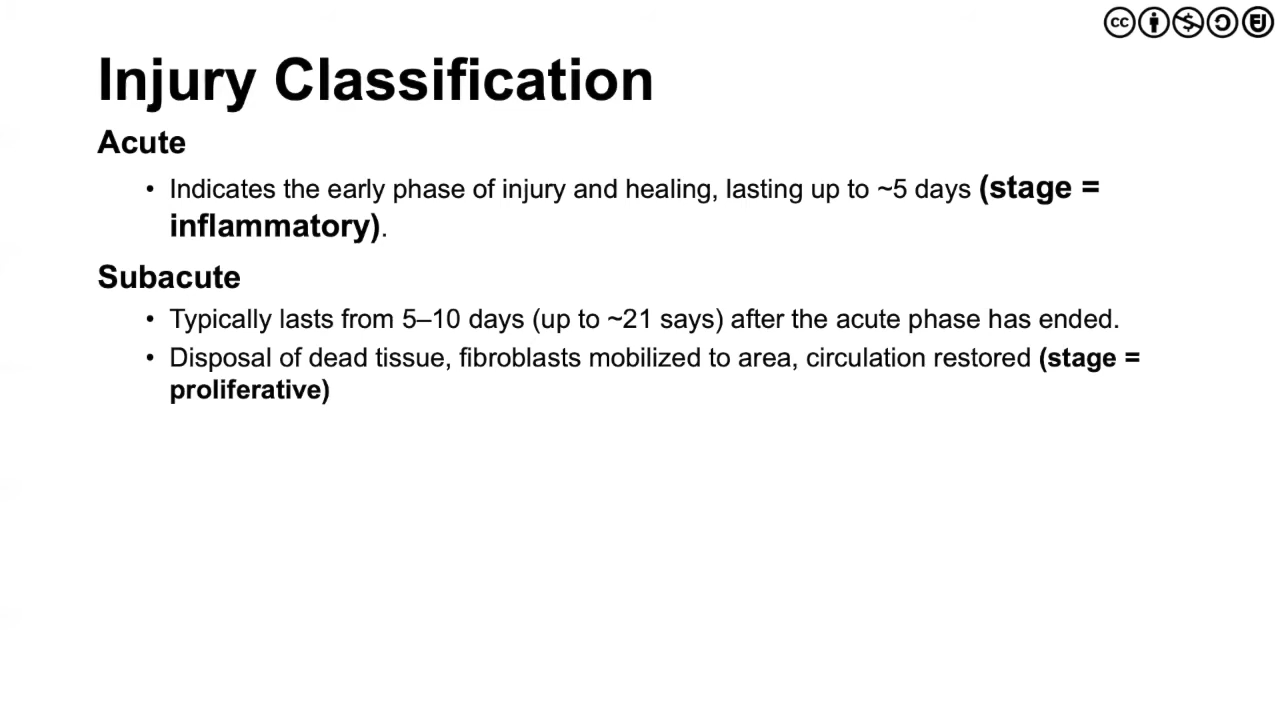 Injury Classification
Acute
• Indicates the early phase of injury and healing, lasting up to ~5 days (stage =
inflammatory).
Subacute
• Typically lasts from 5–10 days (up to ~21 says) after the acute phase has ended.
• Disposal of dead tissue, fibroblasts mobilized to area, circulation restored (stage =
proliferative)